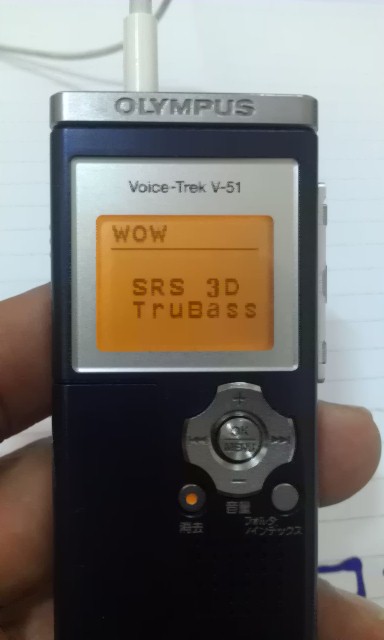 OLYMPUS
Voice-Trek V-51
WOW
SRS 3D
TruBass
+
OK
MENU
−
消去
音量
フォルダ
/インデックス